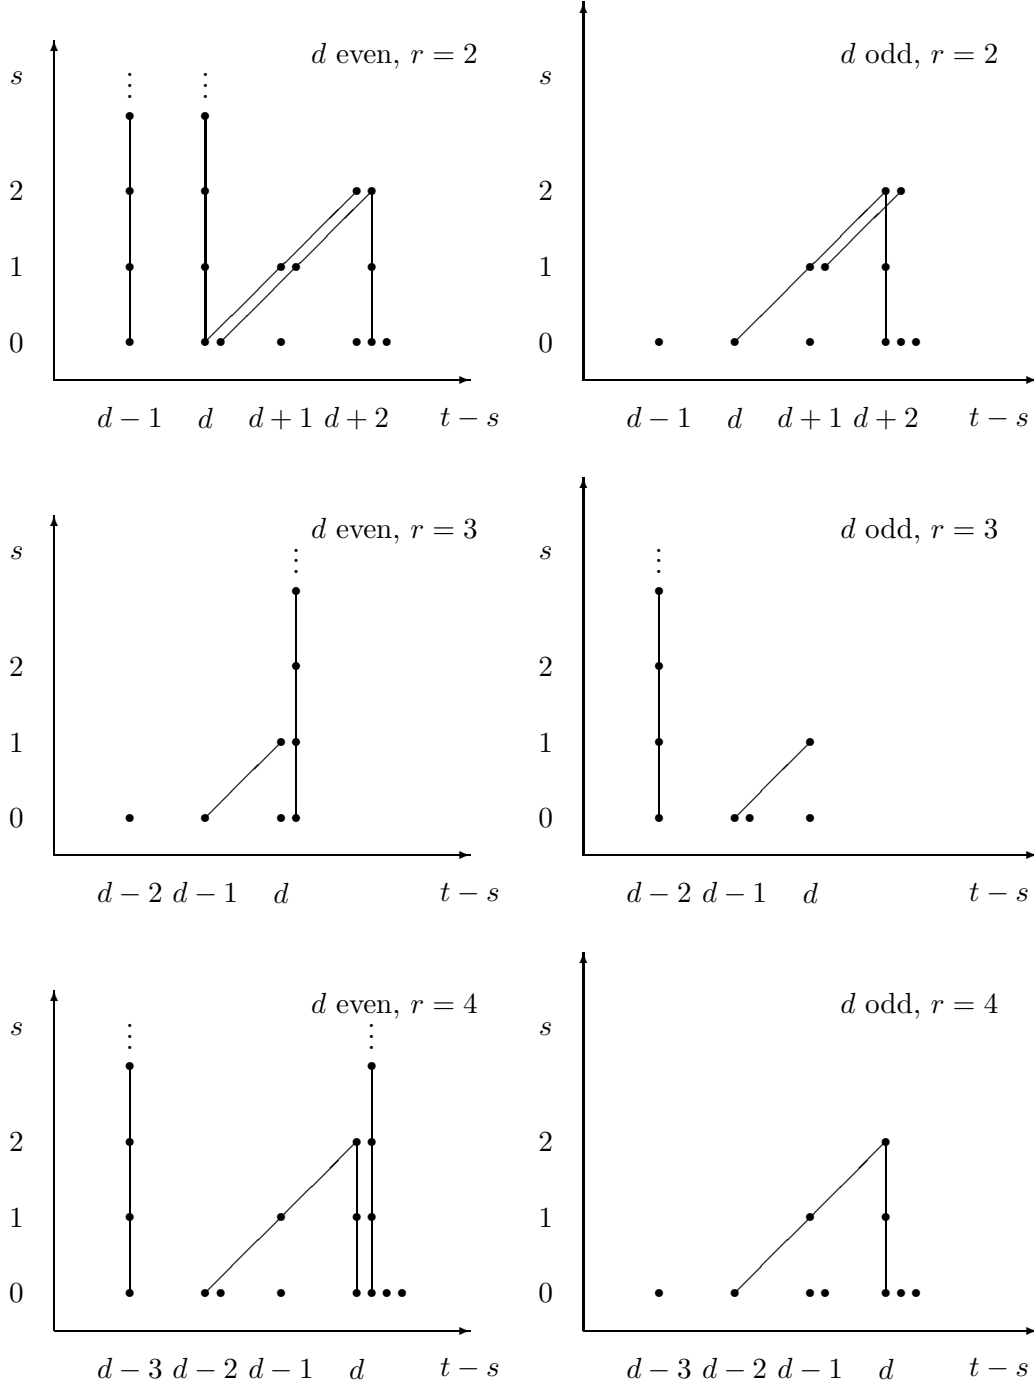 d even, r = 2
s
2
1
0
d − 1 d d + 1 d + 2 t − s
d odd, r = 2
s
2
1
0
d − 1 d d + 1 d + 2 t − s
d even, r = 3
s
2
1
0
d − 2 d − 1 d t − s
d odd, r = 3
s
2
1
0
d − 2 d − 1 d t − s
d even, r = 4
s
2
1
0
d − 3 d − 2 d − 1 d t − s
d odd, r = 4
s
2
1
0
d − 3 d − 2 d − 1 d t − s